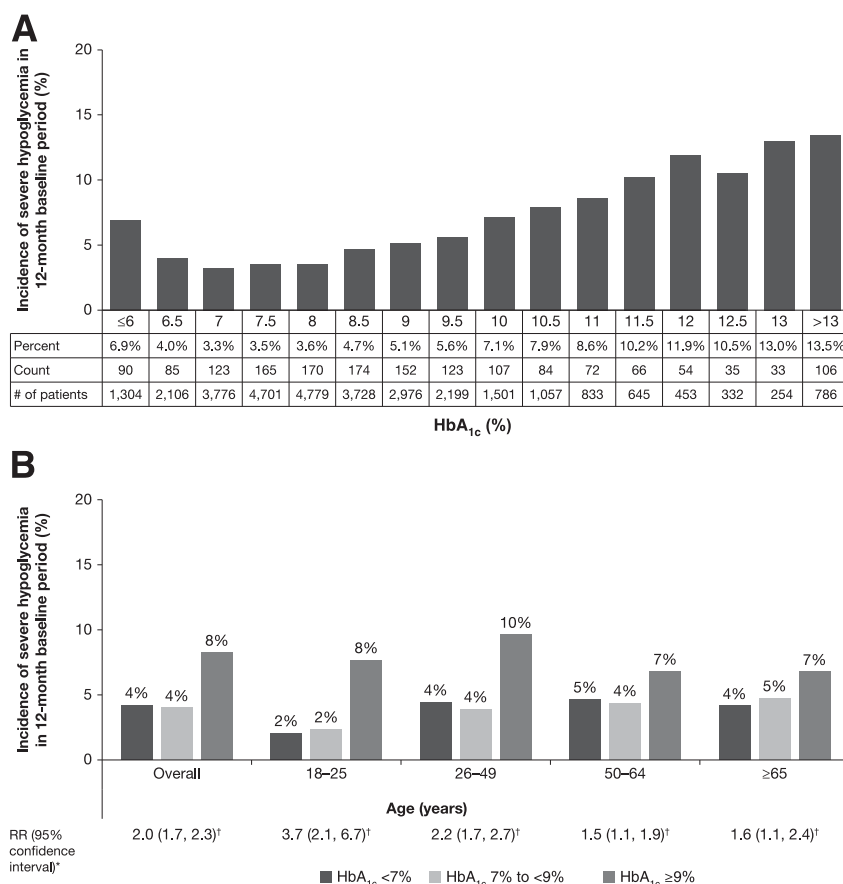 A
Incidence of severe hypoglycemia in
12-month baseline period (%)
20
15
10
5
0
≤6 6.5 7 7.5 8 8.5 9 9.5 10 10.5 11 11.5 12 12.5 13 >13
Percent 6.9% 4.0% 3.3% 3.5% 3.6% 4.7% 5.1% 5.6% 7.1% 7.9% 8.6% 10.2% 11.9% 10.5% 13.0% 13.5%
Count 90 85 123 165 170 174 152 123 107 84 72 66 54 35 33 106
# of patients 1,304 2,106 3,776 4,701 4,779 3,728 2,976 2,199 1,501 1,057 833 645 453 332 254 786
HbA1c (%)
B
Incidence of severe hypoglycemia
in 12-month baseline period (%)
20
15
10
5
0
4% 4% 8% 2% 2% 8% 4% 4% 10% 5% 4% 7% 4% 5% 7%
Overall 18–25 26–49 50–64 ≥65
Age (years)
RR (95%
confidence
interval)*
2.0 (1.7, 2.3)† 3.7 (2.1, 6.7)† 2.2 (1.7, 2.7)† 1.5 (1.1, 1.9)† 1.6 (1.1, 2.4)†
HbA1c <7% HbA1c 7% to <9% HbA1c ≥9%